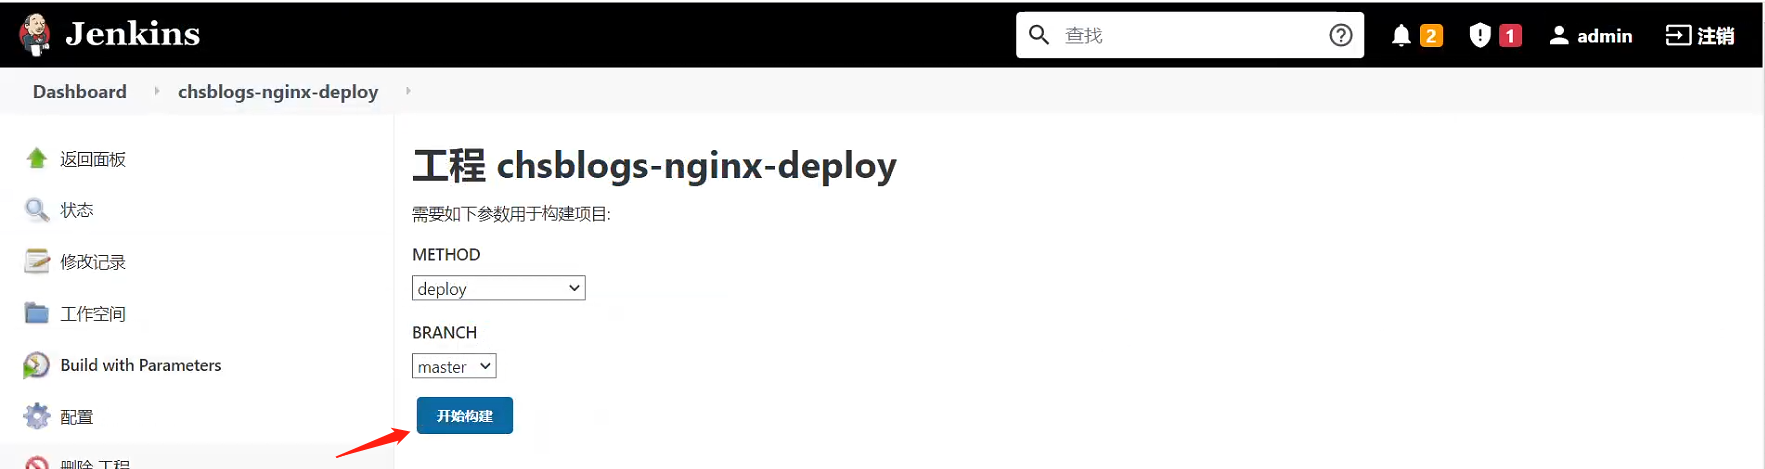 Jenkins
查找
2
1
admin
注销
Dashboard
chsblogs-nginx-deploy
返回面板
状态
修改记录
工作空间
Build with Parameters
配置
删除 工程
工程 chsblogs-nginx-deploy
需要如下参数用于构建项目:
METHOD
deploy
BRANCH
master
开始构建